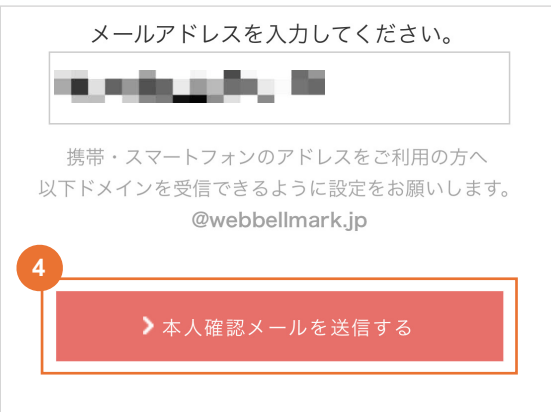 メールアドレスを入力してください。
携帯・スマートフォンのアドレスをご利用の方へ
以下ドメインを受信できるように設定をお願いします。
@webbellmark.jp
4
本人確認メールを送信する